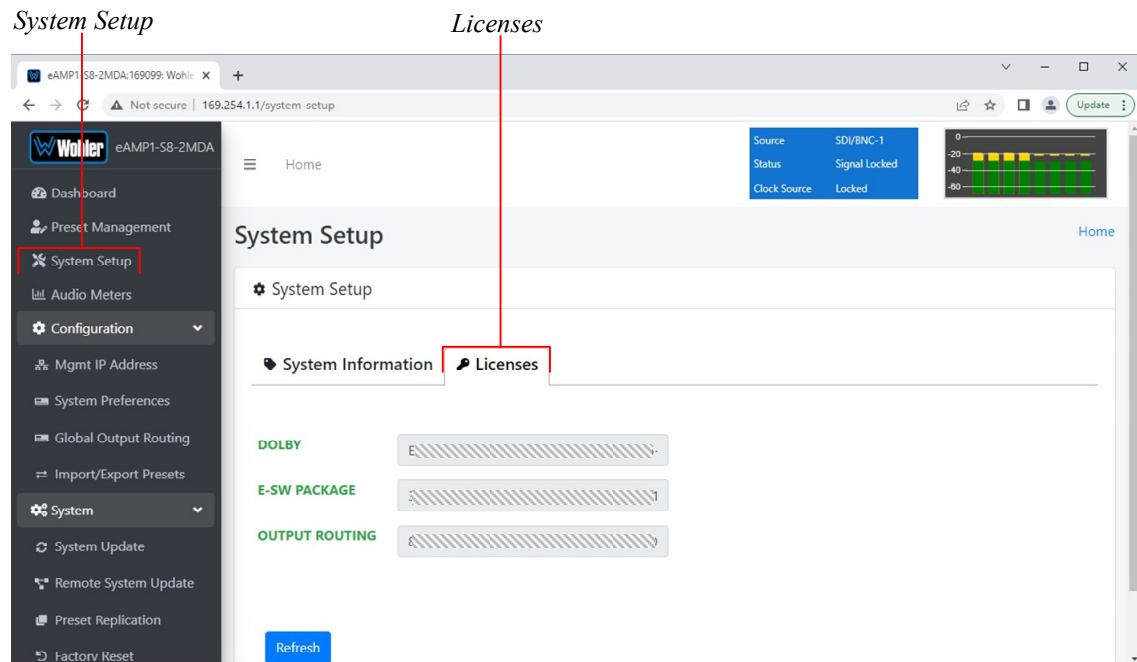 System Setup
Licenses
eAMP1-S8-2MDA:169099: Wohle
Not secure | 169.254.1.1/system-setup
Update
Wohler eAMP1-S8-2MDA
Home
Source SDI/BNC-1
Status Signal Locked
Clock Source Locked
0
-20
-40
-60
Dashboard
Preset Management
System Setup
Audio Meters
Configuration
Mgmt IP Address
System Preferences
Global Output Routing
Import/Export Presets
System
System Update
Remote System Update
Preset Replication
Factory Reset
System Setup
Home
System Setup
System Information
Licenses
DOLBY
E-SW PACKAGE
OUTPUT ROUTING
Refresh